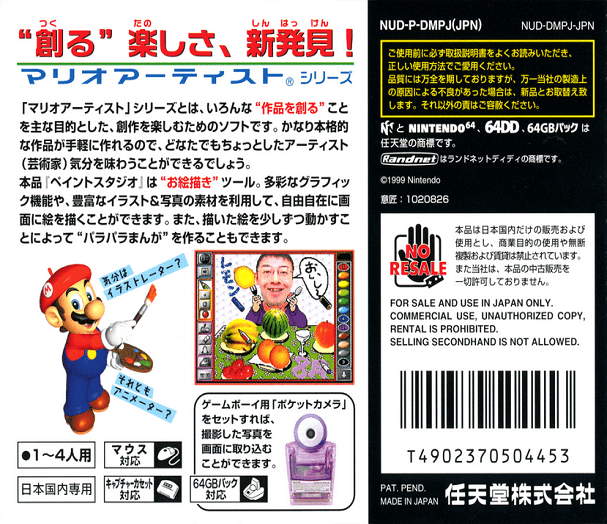 “創る” 楽しさ、新発見！
つく たの しん はっ けん
マリオアーティスト® シリーズ
「マリオアーティスト」シリーズとは、いろんな “作品を創る” こと
を主な目的とした、創作を楽しむためのソフトです。かなり本格的
な作品が手軽に作れるので、どなたでもちょっとしたアーティスト
（芸術家）気分を味わうことができるでしょう。
本品『ペイントスタジオ』は “お絵描き” ツール。多彩なグラフィッ
ク機能や、豊富なイラスト&写真の素材を利用して、自由自在に画
面に絵を描くことができます。また、描いた絵を少しずつ動かすこ
とによって “パラパラまんが” を作ることもできます。
気分は
イラストレーター？
それとも
アニメーター？
レモン！
おいしい！
ゲームボーイ用「ポケットカメラ」
をセットすれば、
撮影した写真を
画面に取り込む
ことができます。
●1〜4人用
マウス
対応
日本国内専用
キャプチャーカセット
対応
64GBパック
対応
NUD-P-DMPJ(JPN)
NUD-DMPJ-JPN
ご使用前に必ず取扱説明書をよくお読みいただき、
正しい使用方法でご愛用ください。
品質には万全を期しておりますが、万一当社の製造上
の原因による不良があった場合は、新品とお取替え致
します。それ以外の責はご容赦ください。
と NINTENDO64、64DD、64GBパック は
任天堂の商標です。
Randnet はランドネットディディの商標です。
©1999 Nintendo
意匠：1020826
NO
RESALE
本品は日本国内だけの販売および
使用とし、商業目的の使用や無断
複製および賃貸は禁止されています。
また当社は、本品の中古販売を
一切許可しておりません。
FOR SALE AND USE IN JAPAN ONLY.
COMMERCIAL USE, UNAUTHORIZED COPY,
RENTAL IS PROHIBITED.
SELLING SECONDHAND IS NOT ALLOWED.
T4902370504453
PAT. PEND.
MADE IN JAPAN
任天堂株式会社